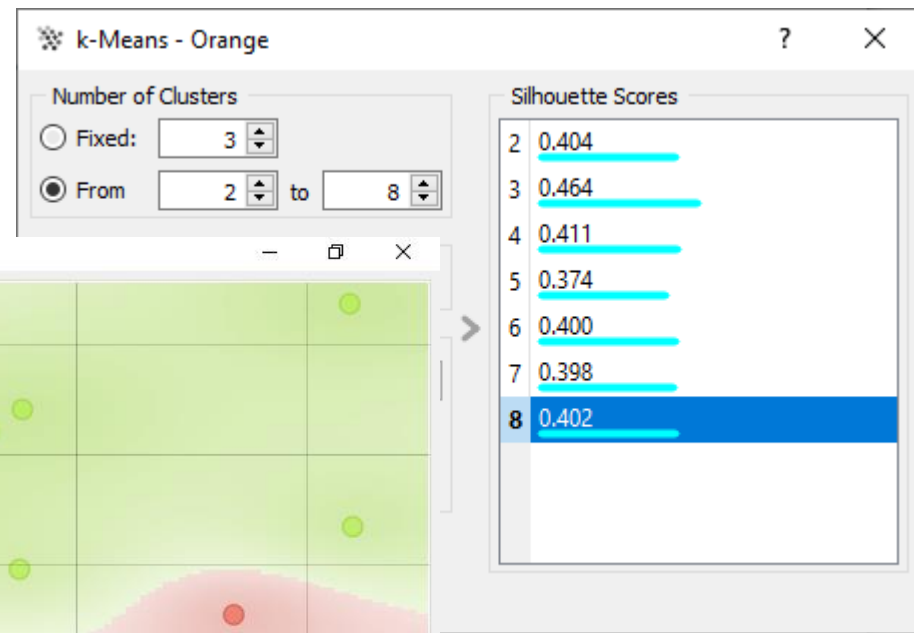 k-Means - Orange
?
Number of Clusters
Fixed: 3
From 2 to 8
Silhouette Scores
2 0.404
3 0.464
4 0.411
5 0.374
6 0.400
7 0.398
8 0.402